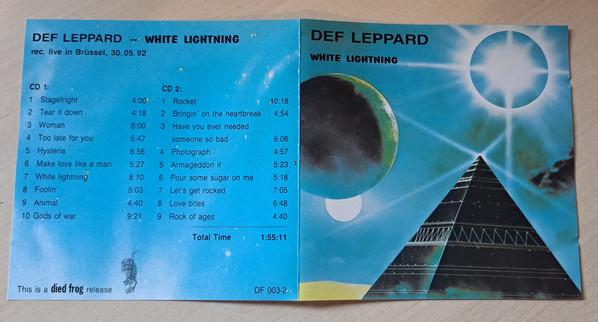 DEF LEPPARD – WHITE LIGHTNING
rec. live in Brüssel, 30.05.92
CD 1:
1 Stagefright 4:00
2 Tear it down 4:18
3 Woman 6:00
4 Too late for you 5:47
5 Hysteria 6:56
6 Make love like a man 5:27
7 White lightning 8:10
8 Foolin' 5:03
9 Animal 4:40
10 Gods of war 9:21
CD 2:
1 Rocket 10:18
2 Bringin' on the heartbreak 4:54
3 Have you ever needed
someone so bad 6:06
4 Photograph 4:57
5 Armageddon it 5:23
6 Pour some sugar on me 5:18
7 Let's get rocked 7:05
8 Love bites 6:48
9 Rock of ages 4:40
Total Time 1:55:11
This is a died frog release
DF 003-2
DEF LEPPARD
WHITE LIGHTNING